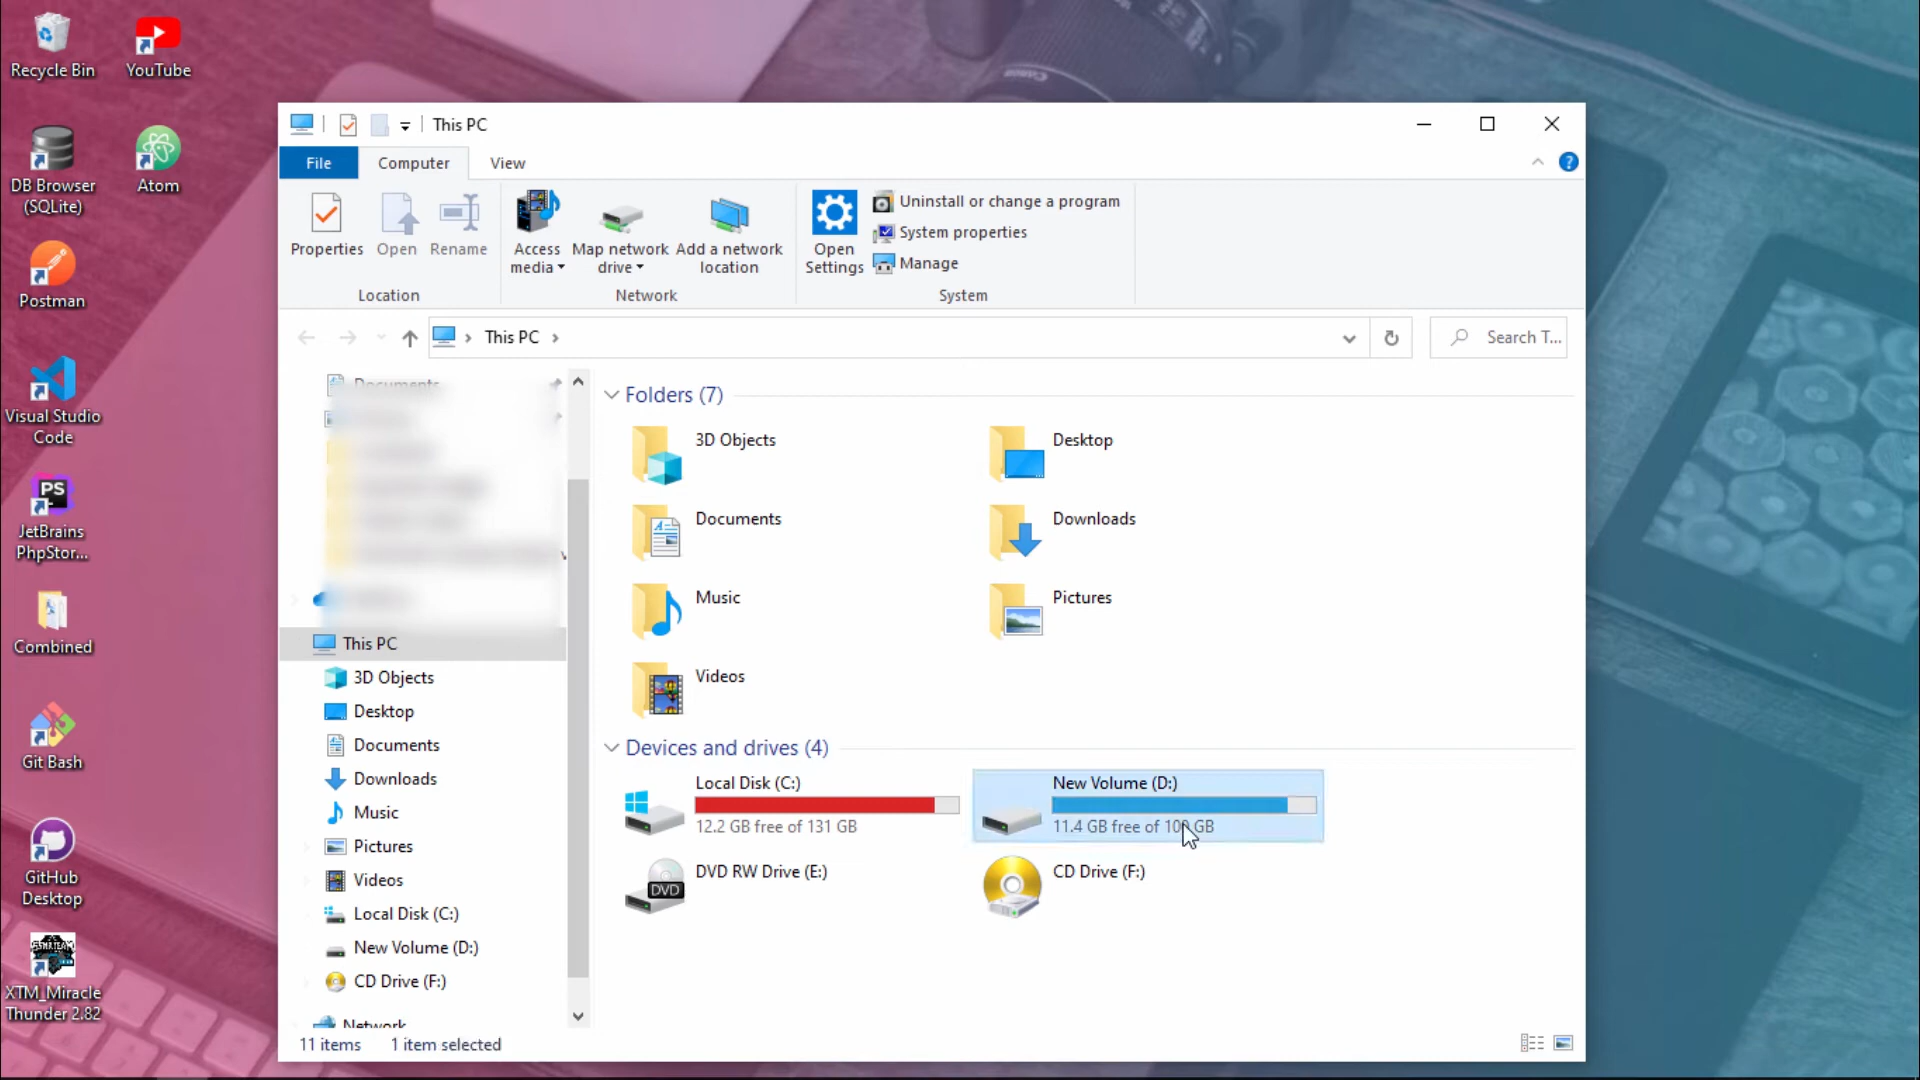 Recycle Bin
YouTube
DB Browser
(SQLite)
Atom
Postman
Visual Studio
Code
PS
JetBrains
PhpStor...
Combined
Git Bash
GitHub
Desktop
XTM_Miracle
Thunder 2.82
Canon
This PC
File
Computer
View
Properties
Open
Rename
Location
Access
media
Map network
drive
Add a network
location
Network
Open
Settings
Uninstall or change a program
System properties
Manage
System
This PC
Search T...
Documents
This PC
3D Objects
Desktop
Documents
Downloads
Music
Pictures
Videos
Local Disk (C:)
New Volume (D:)
CD Drive (F:)
Network
Folders (7)
3D Objects
Desktop
Documents
Downloads
Music
Pictures
Videos
Devices and drives (4)
Local Disk (C:)
12.2 GB free of 131 GB
New Volume (D:)
11.4 GB free of GB
DVD
DVD RW Drive (E:)
CD Drive (F:)
11 items
1 item selected